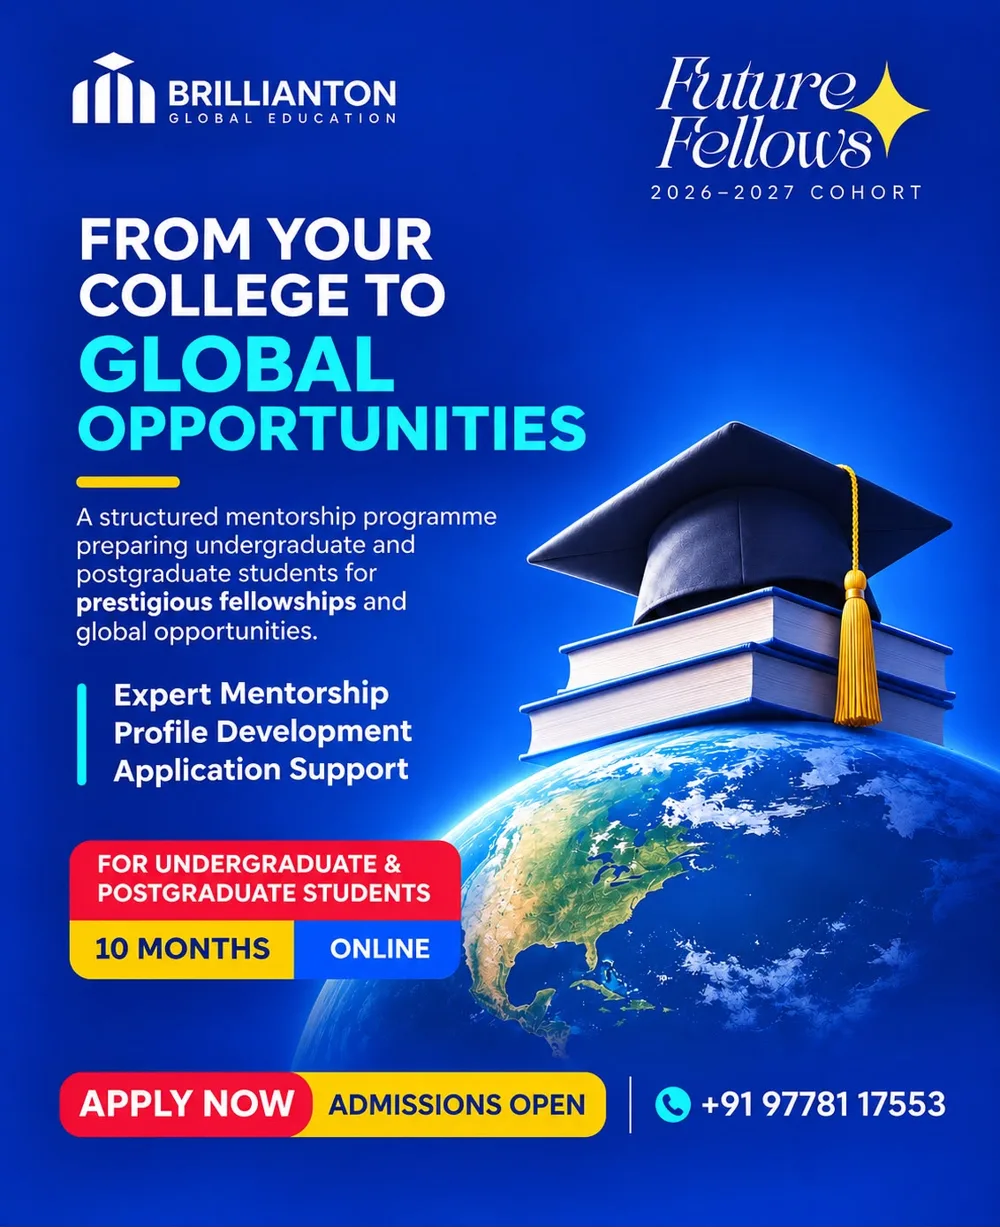 BRILLIANTON
GLOBAL EDUCATION
Future
Fellows
2026–2027 COHORT
FROM YOUR
COLLEGE TO
GLOBAL
OPPORTUNITIES
A structured mentorship programme
preparing undergraduate and
postgraduate students for
prestigious fellowships and
global opportunities.
Expert Mentorship
Profile Development
Application Support
FOR UNDERGRADUATE &
POSTGRADUATE STUDENTS
10 MONTHS
ONLINE
APPLY NOW
ADMISSIONS OPEN
+91 97781 17553